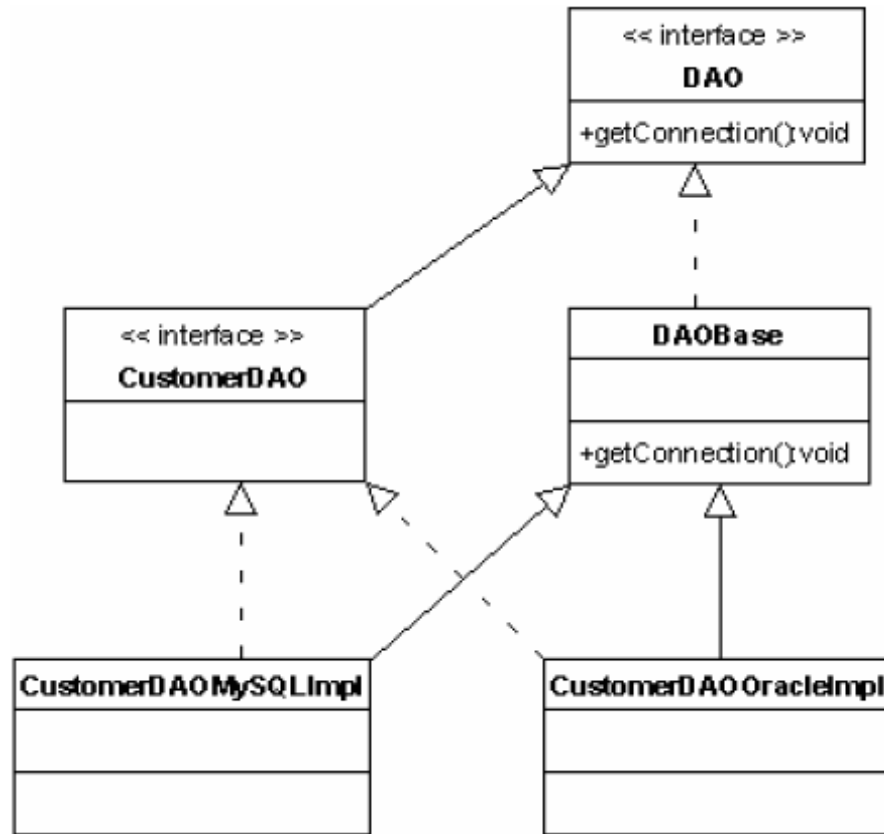 << interface >>
DAO
+getConnection():void
<< interface >>
CustomerDAO
DAOBase
+getConnection():void
CustomerDAOMySQLImpl
CustomerDAOOracleImpl